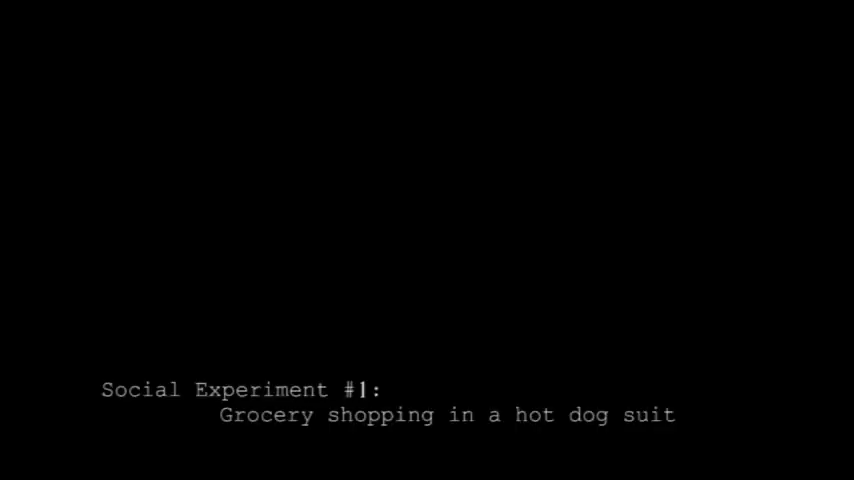 Social Experiment #1:
Grocery shopping in a hot dog suit